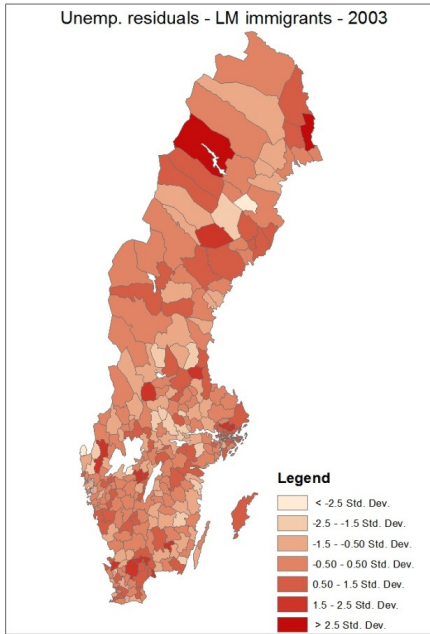 Unemp. residuals - LM immigrants - 2003
Legend
< -2.5 Std. Dev.
-2.5 - -1.5 Std. Dev.
-1.5 - -0.50 Std. Dev.
-0.50 - 0.50 Std. Dev.
0.50 - 1.5 Std. Dev.
1.5 - 2.5 Std. Dev.
> 2.5 Std. Dev.